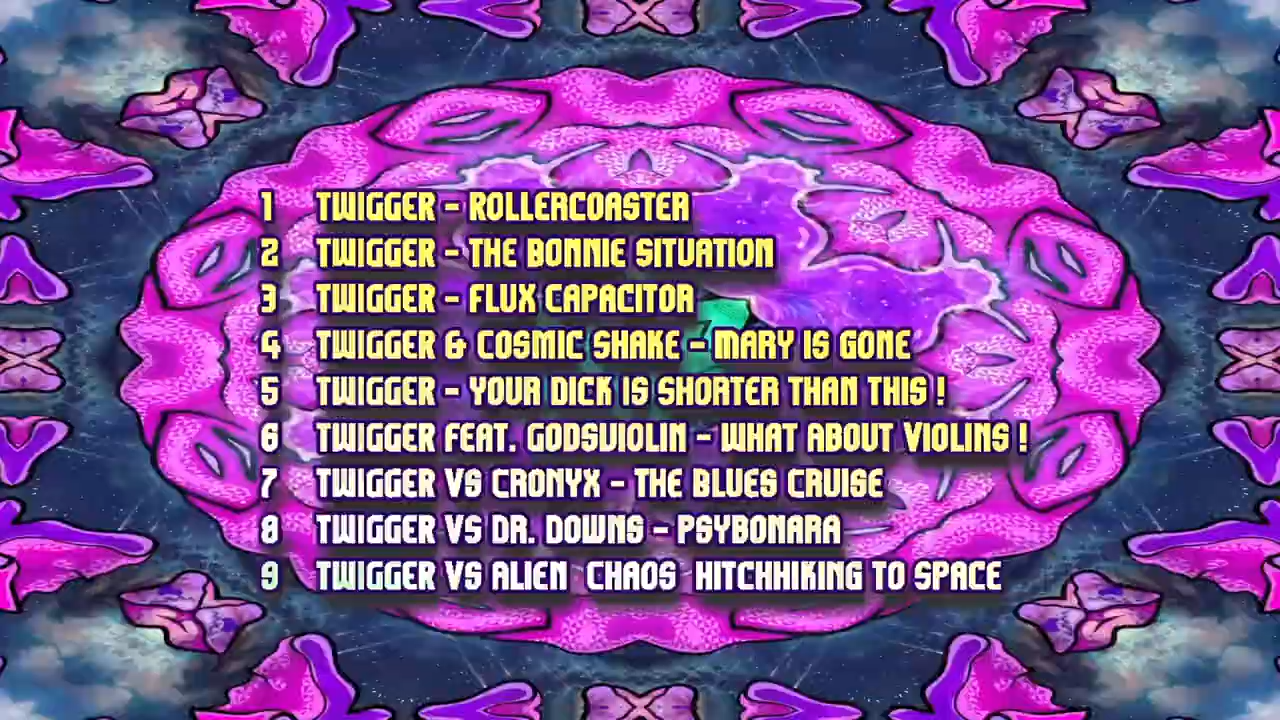 1 TWIGGER - ROLLERCOASTER
2 TWIGGER - THE BONNIE SITUATION
3 TWIGGER - FLUX CAPACITOR
4 TWIGGER & COSMIC SHAKE - MARY IS GONE
5 TWIGGER - YOUR DICK IS SHORTER THAN THIS !
6 TWIGGER FEAT. GODSVIOLIN - WHAT ABOUT VIOLINS !
7 TWIGGER VS CRONYX - THE BLUES CRUISE
8 TWIGGER VS DR. DOWNS - PSYBONARA
9 TWIGGER VS ALIEN CHAOS HITCHHIKING TO SPACE